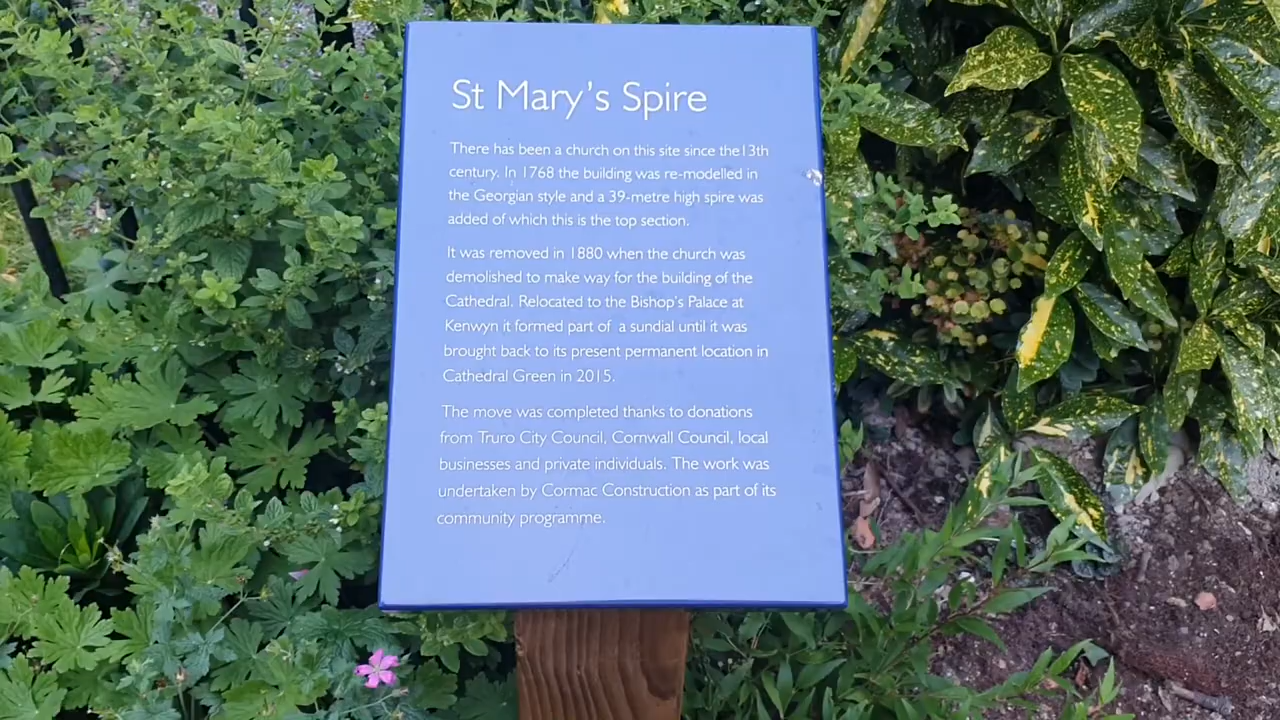 St Mary's Spire
There has been a church on this site since the13th
century. In 1768 the building was re-modelled in
the Georgian style and a 39-metre high spire was
added of which this is the top section.
It was removed in 1880 when the church was
demolished to make way for the building of the
Cathedral. Relocated to the Bishop's Palace at
Kenwyn it formed part of a sundial until it was
brought back to its present permanent location in
Cathedral Green in 2015.
The move was completed thanks to donations
from Truro City Council, Cornwall Council, local
businesses and private individuals. The work was
undertaken by Cormac Construction as part of its
community programme.